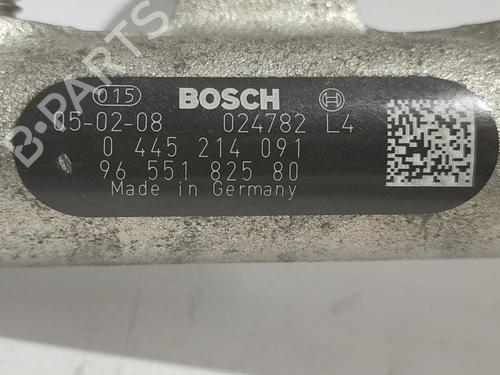 015 BOSCH
05-02-08 024782 L4
0 445 214 091
96 551 825 80
Made in Germany
B-PARTS